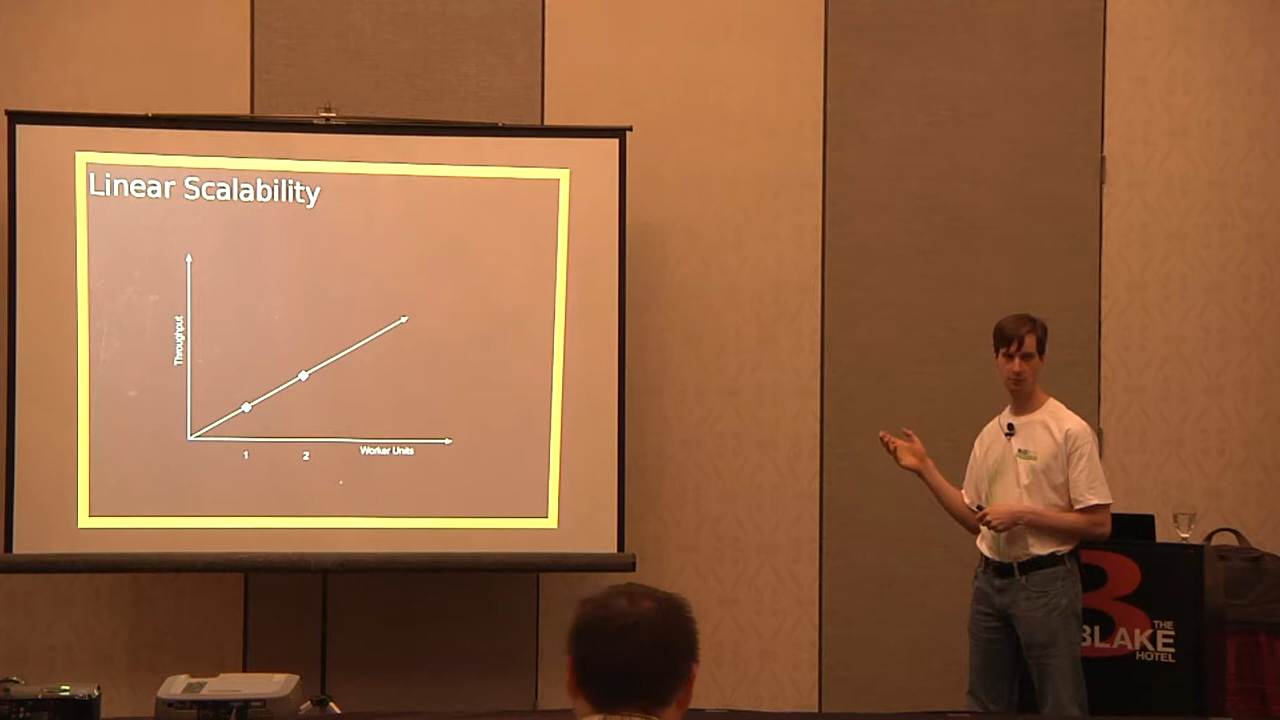 Linear Scalability
Throughput
Worker Units
1
2
B
THE
BLAKE
HOTEL